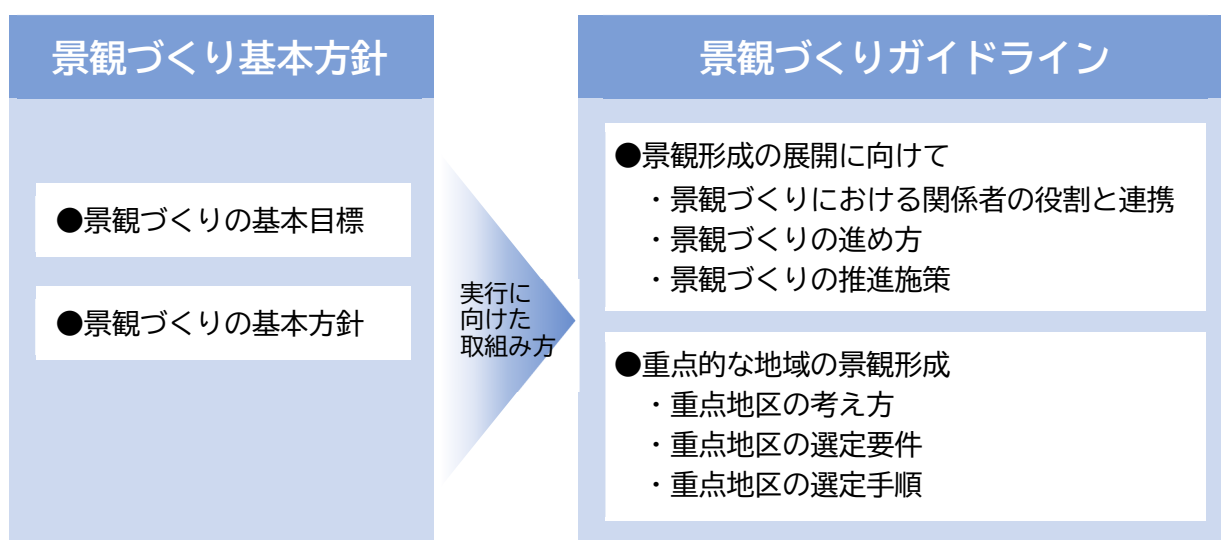 景観づくり基本方針
●景観づくりの基本目標
●景観づくりの基本方針
実行に
向けた
取組み方
景観づくりガイドライン
●景観形成の展開に向けて
・景観づくりにおける関係者の役割と連携
・景観づくりの進め方
・景観づくりの推進施策
●重点的な地域の景観形成
・重点地区の考え方
・重点地区の選定要件
・重点地区の選定手順